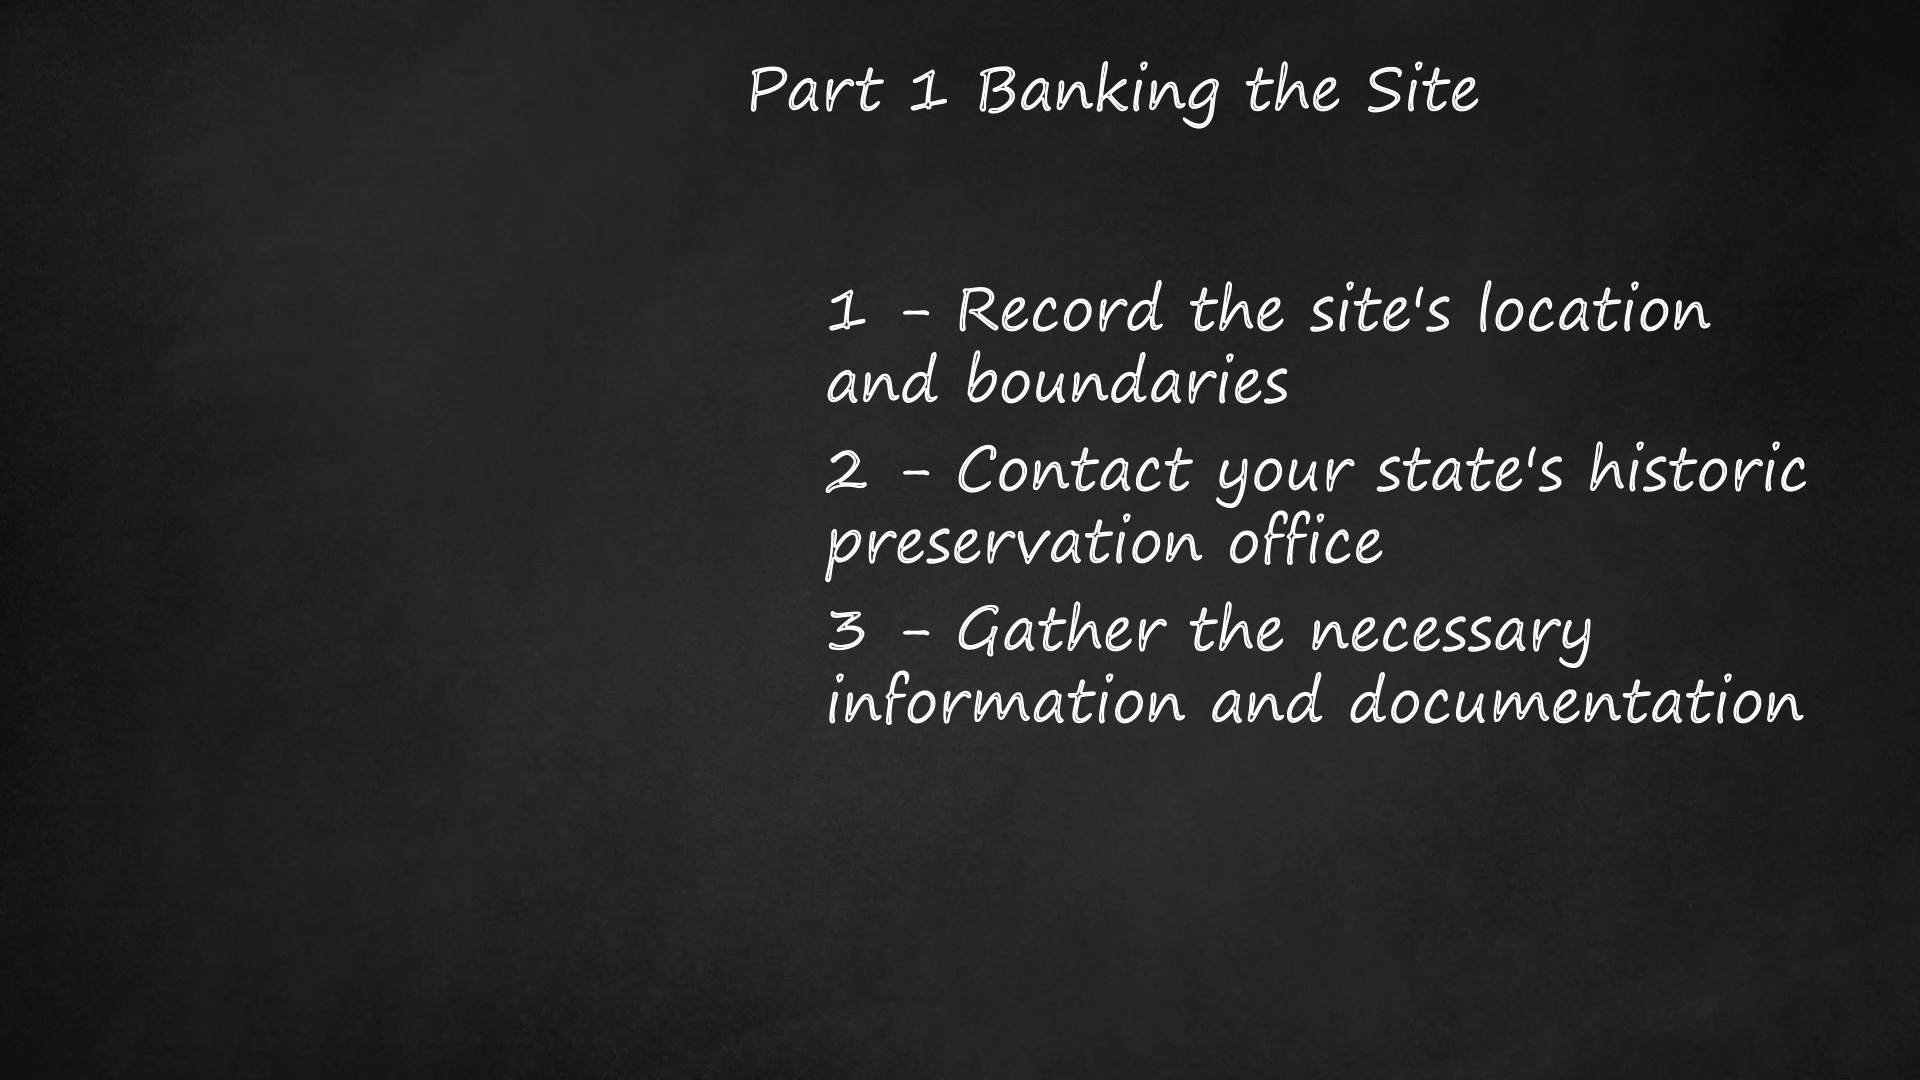 Part 1 Banking the Site
1 - Record the site's location
and boundaries
2 - Contact your state's historic
preservation office
3 - Gather the necessary
information and documentation